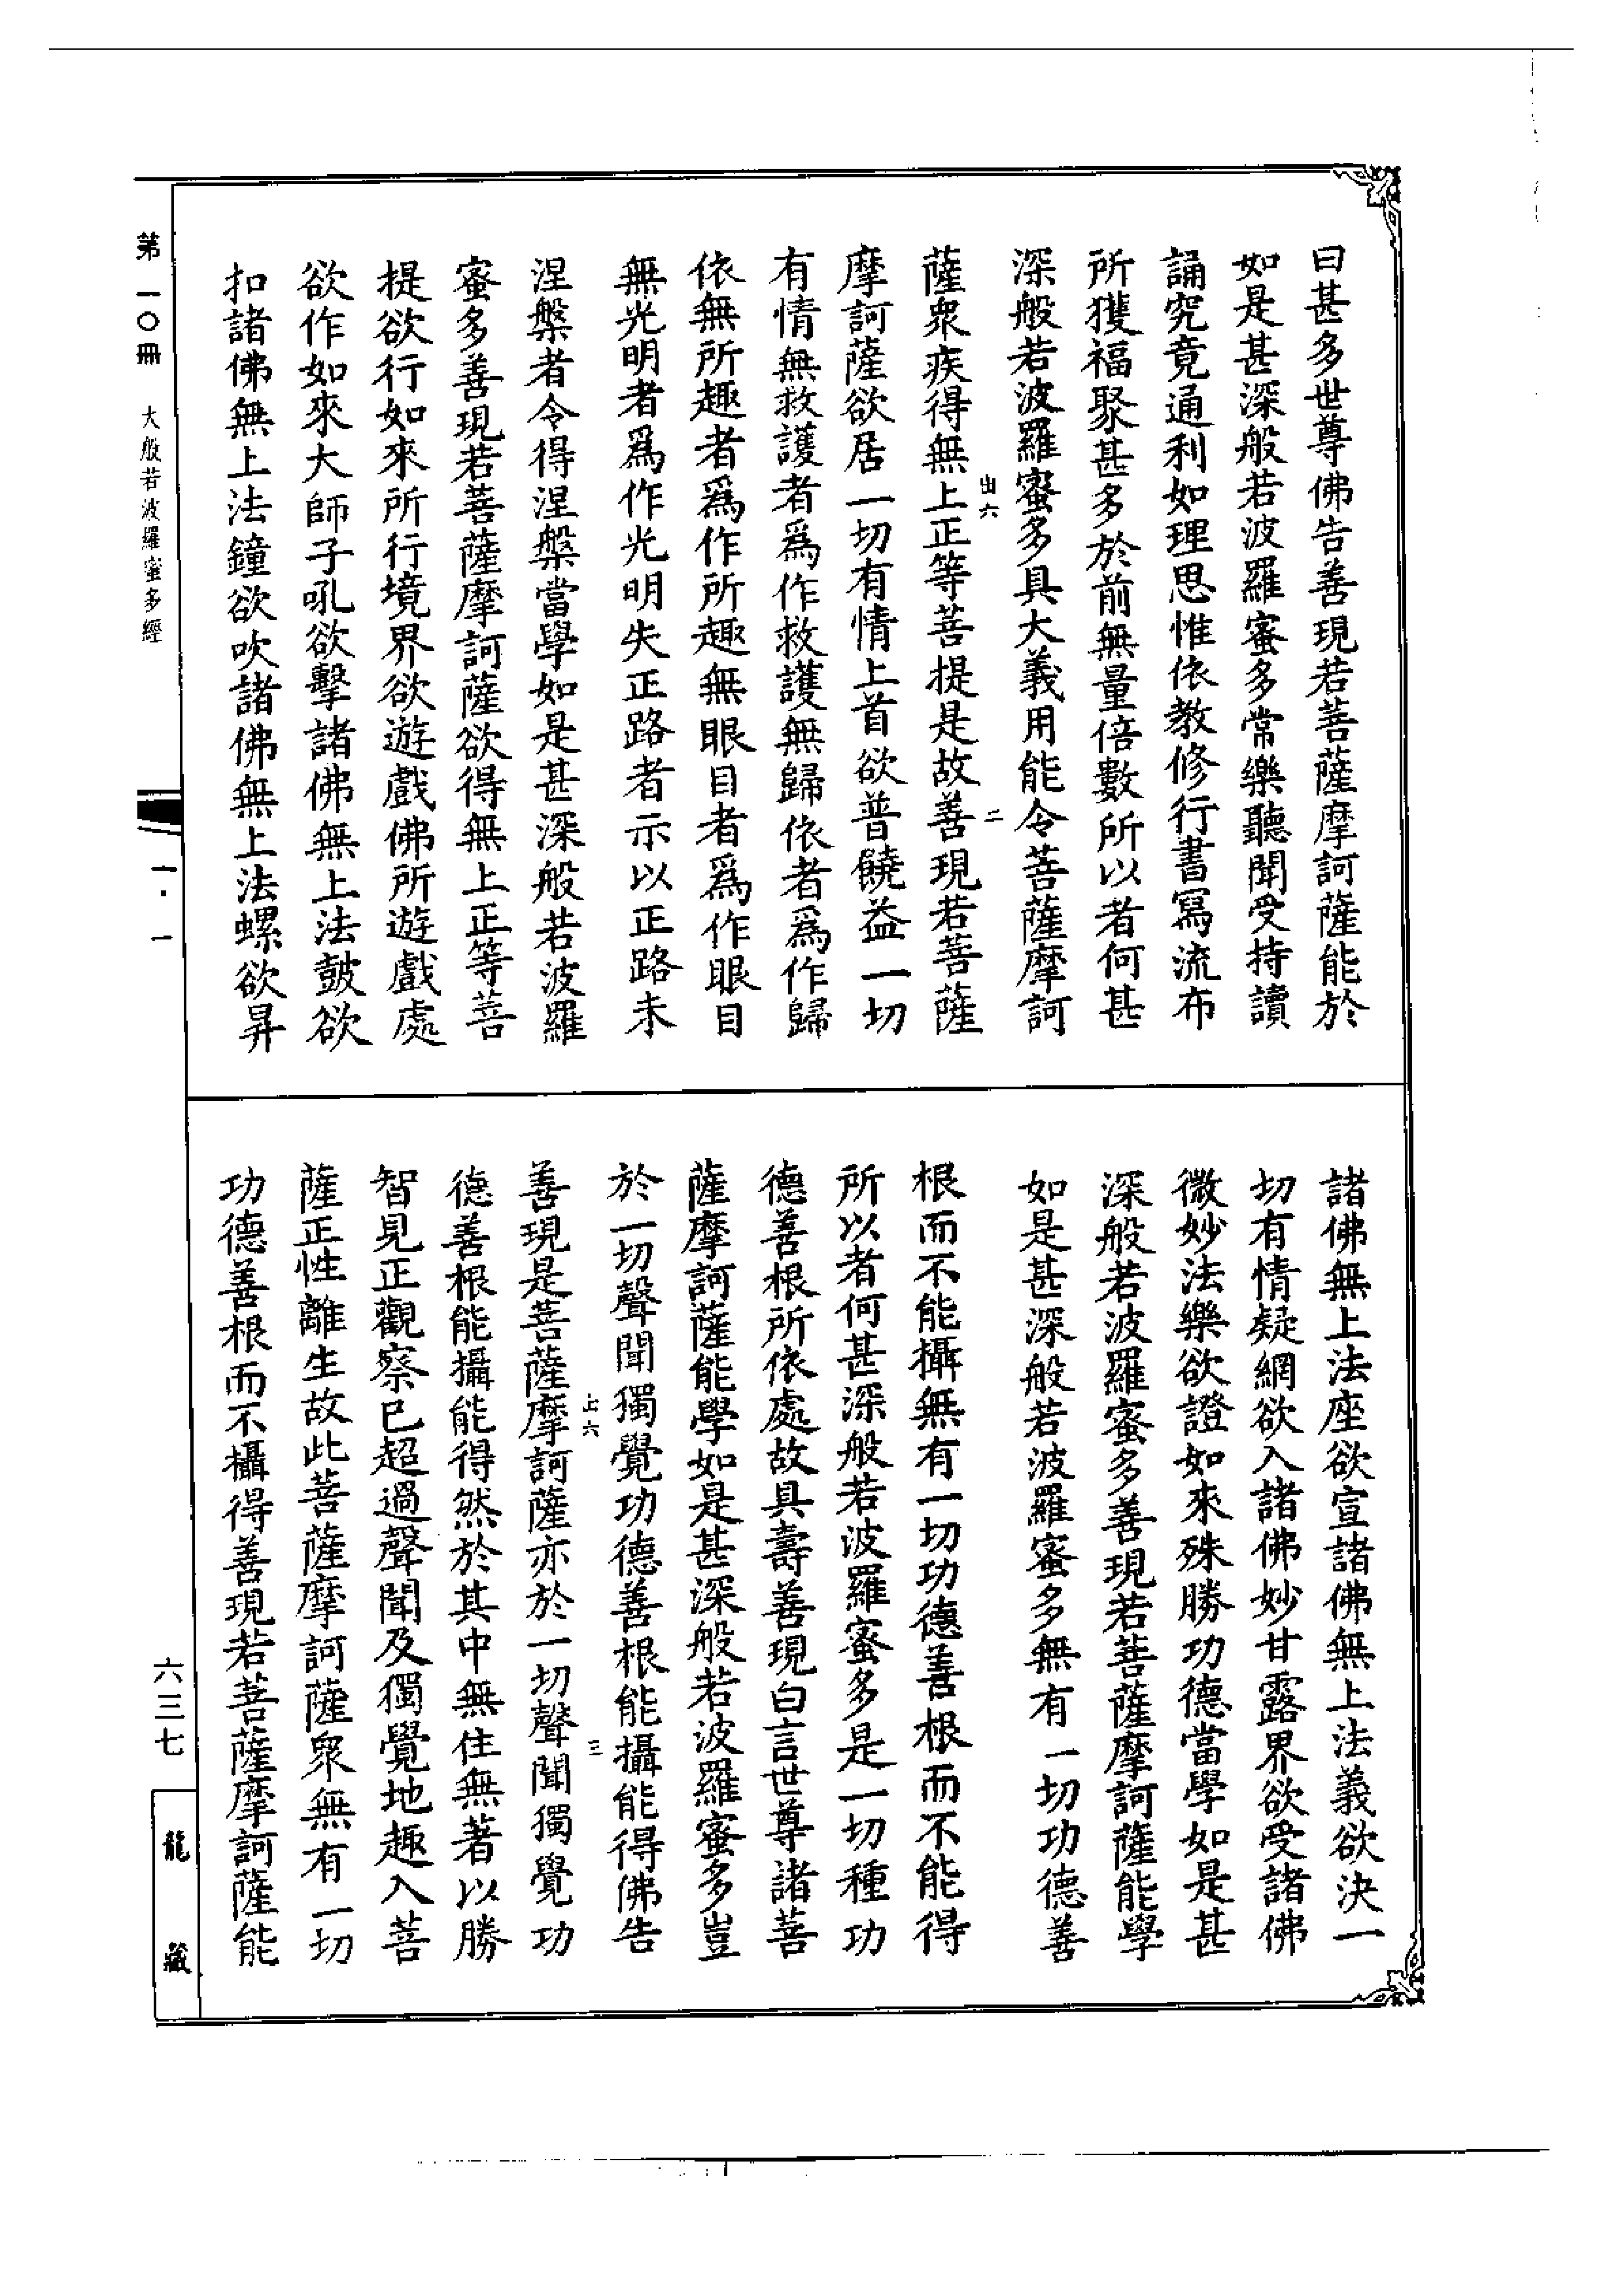 曰甚多世尊佛告善現若菩薩摩訶薩能於
如是甚深般若波羅蜜多常樂聽聞受持讀
誦究竟通利如理思惟依教修行書寫流布
所獲福聚甚多於前無量倍數所以者何甚
深般若波羅蜜多具大義用能令菩薩摩訶
出六
二
薩衆疾得無上正等菩提是故善現若菩薩
摩訶薩欲居一切有情上首欲普饒益一切
有情無救護者爲作救護無歸依者爲作歸
依無所趣者爲作所趣無眼目者爲作眼目
無光明者爲作光明失正路者示以正路未
涅槃者令得涅槃當學如是甚深般若波羅
蜜多善現若菩薩摩訶薩欲得無上正等菩
提欲行如來所行境界欲遊戲佛所遊戲處
欲作如來大師子吼欲擊諸佛無上法鼓欲
扣諸佛無上法鐘欲吹諸佛無上法螺欲昇
諸佛無上法座欲宣諸佛無上法義欲決一
切有情疑網欲入諸佛妙甘露界欲受諸佛
微妙法樂欲證如來殊勝功德當學如是甚
深般若波羅蜜多善現若菩薩摩訶薩能學
如是甚深般若波羅蜜多無有一切功德善
根而不能攝無有一切功德善根而不能得
所以者何甚深般若波羅蜜多是一切種功
德善根所依處故具壽善現白言世尊諸菩
薩摩訶薩能學如是甚深般若波羅蜜多豈
於一切聲聞獨覺功德善根能攝能得佛告
出六
三
善現是菩薩摩訶薩亦於一切聲聞獨覺功
德善根能攝能得然於其中無住無著以勝
智見正觀察已超過聲聞及獨覺地趣入菩
薩正性離生故此菩薩摩訶薩衆無有一切
功德善根而不攝得善現若菩薩摩訶薩能
第一〇冊 大般若波羅蜜多經
一·一
六三七
龍藏